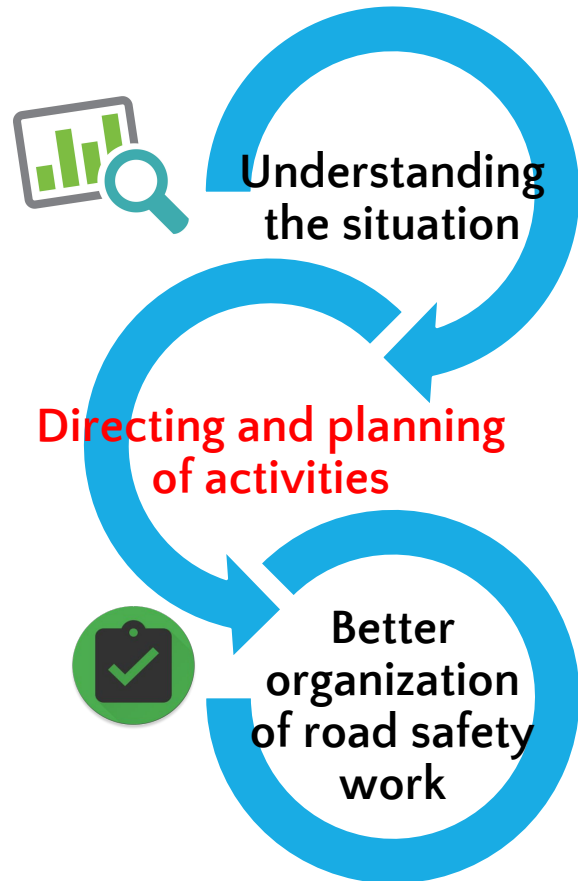 Understanding
the situation
Directing and planning
of activities
Better
organization
of road safety
work